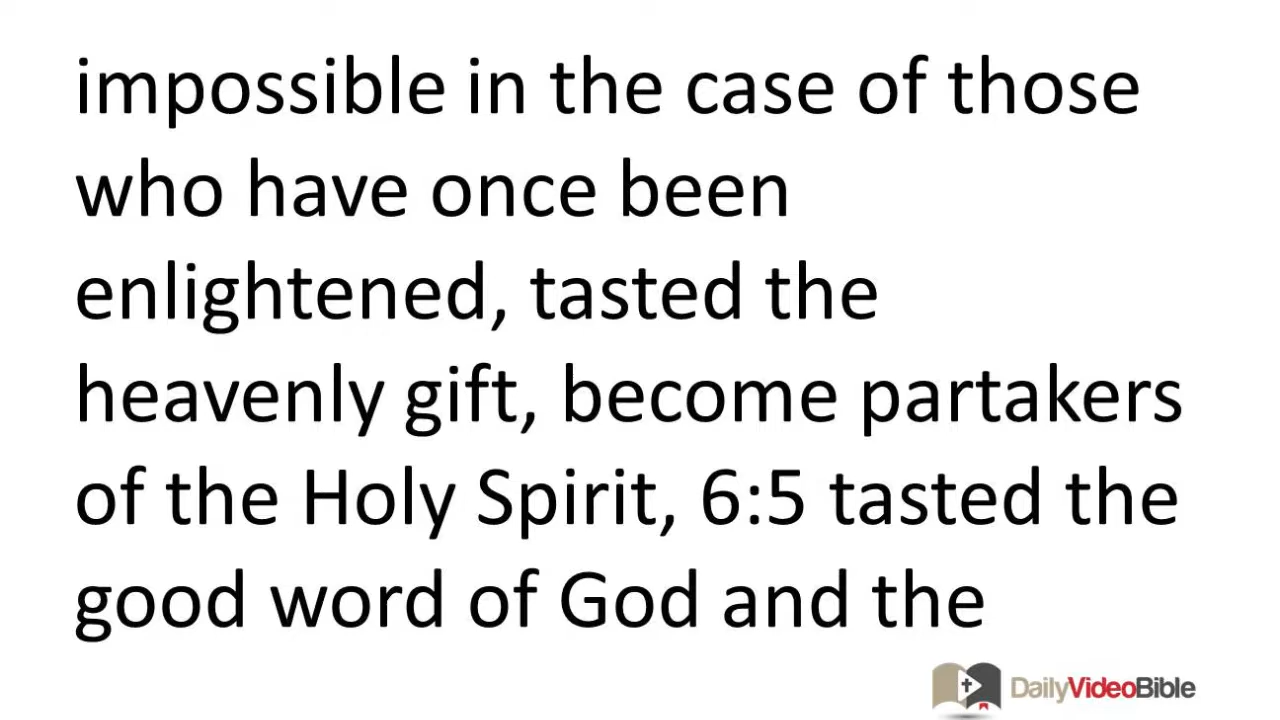 impossible in the case of those
who have once been
enlightened, tasted the
heavenly gift, become partakers
of the Holy Spirit, 6:5 tasted the
good word of God and the
DailyVideoBible